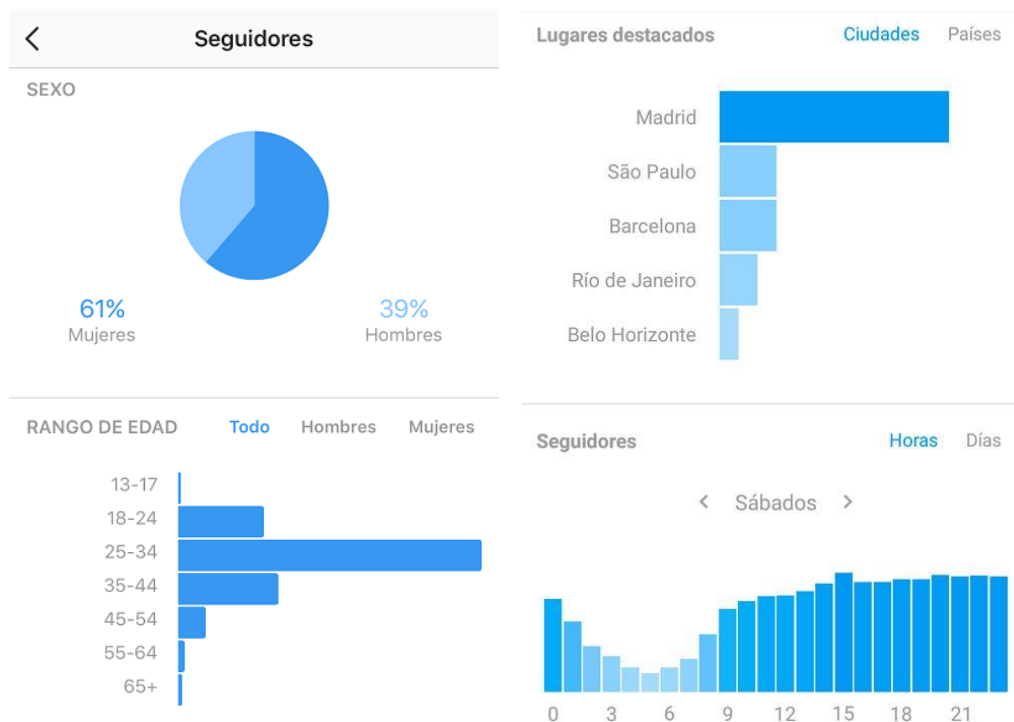 Seguidores
SEXO
61%
Mujeres
39%
Hombres
RANGO DE EDAD Todo Hombres Mujeres
13-17
18-24
25-34
35-44
45-54
55-64
65+
Lugares destacados Ciudades Países
Madrid
São Paulo
Barcelona
Río de Janeiro
Belo Horizonte
Seguidores Horas Días
Sábados
0 3 6 9 12 15 18 21